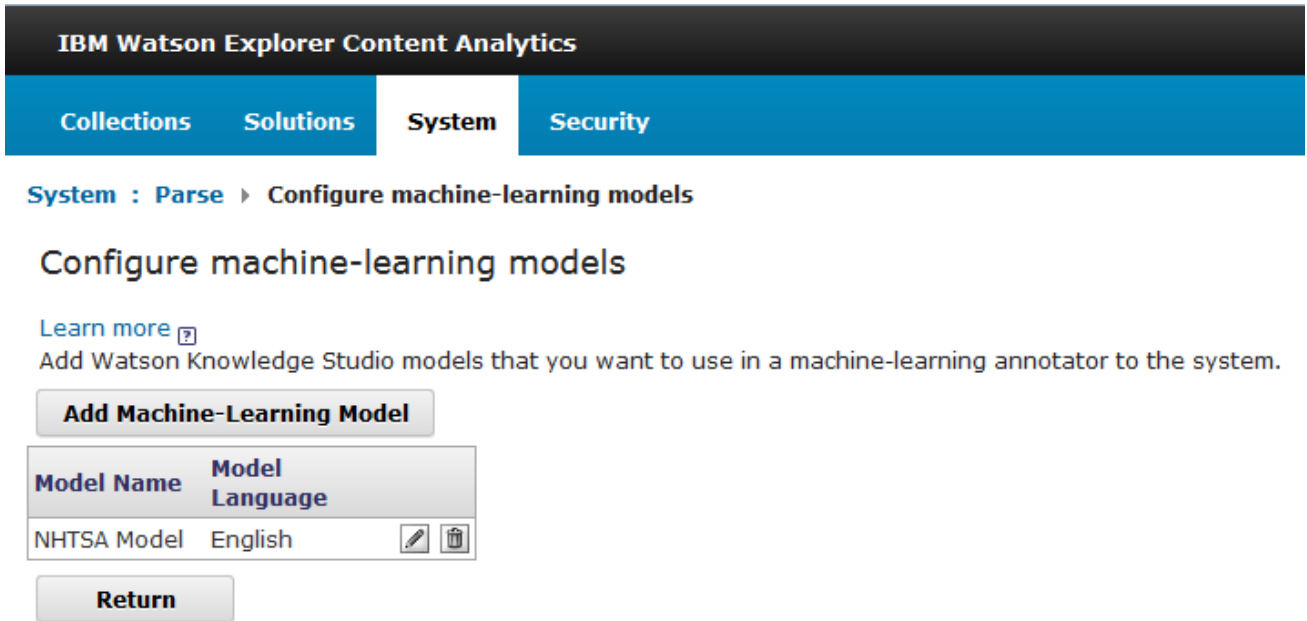 IBM Watson Explorer Content Analytics
Collections Solutions System Security
System : Parse Configure machine-learning models
Configure machine-learning models
Learn more ?
Add Watson Knowledge Studio models that you want to use in a machine-learning annotator to the system.
Add Machine-Learning Model
Model Name Model
Language
NHTSA Model English
Return